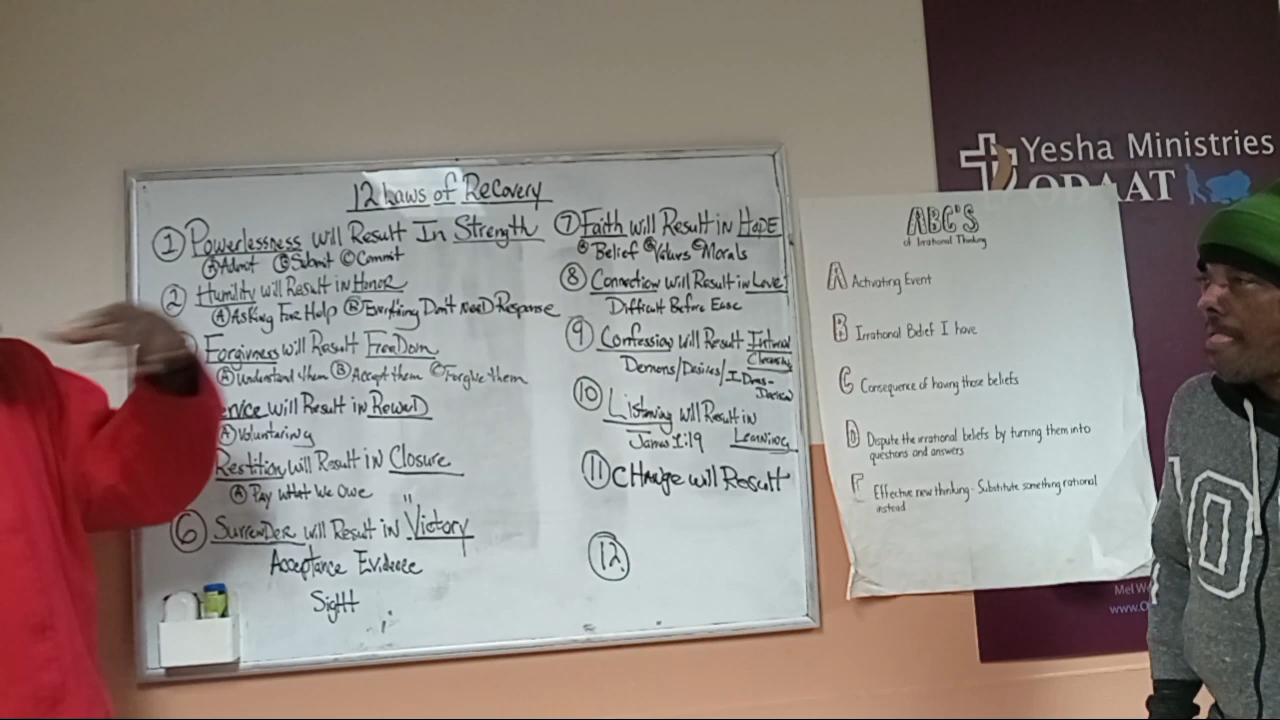 12 Laws of Recovery
① Powerlessness will Result In Strength
Ⓐ Admit Ⓑ Submit Ⓒ Commit
② Humility will Result in Honor
Ⓐ Asking For Help Ⓑ Everything Don't Need Response
Forgivness will Result Freedom
Ⓐ Understand them Ⓑ Accept them Ⓒ Forgive them
ervice will Result in Reward
Ⓐ Voluntaring
Restition will Result in Closure
Ⓐ Pay What We Owe
⑥ Surrender will Result in "Victory
Acceptance Evidence
Sight
⑦ Faith will Result in Hope
Ⓐ Belief Ⓑ Values Ⓒ Morals
⑧ Connection will Result in Love
Difficult Before Ease
⑨ Confession will Result Internal
Cleansing
Demons/Desires/
⑩ Listening will Result in
James 1:19 Learning
⑪ Change will Result
⑫
ABC'S
of Irrational Thinking
A Activating Event
B Irrational Belief I have
C Consequence of having those beliefs
D Dispute the irrational beliefs by turning them into
questions and answers
E Effective new thinking - Substitute something rational
instead
Yesha Ministries
ODAAT
Mel W
www.O
10